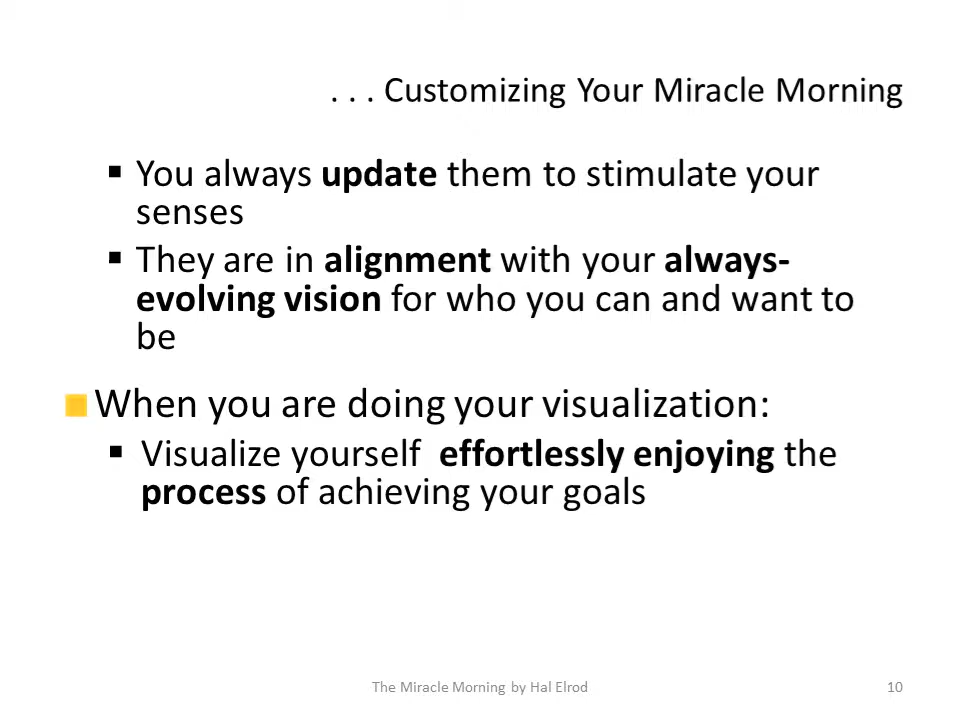 . . . Customizing Your Miracle Morning
▪ You always update them to stimulate your
senses
▪ They are in alignment with your always-
evolving vision for who you can and want to
be
■ When you are doing your visualization:
▪ Visualize yourself effortlessly enjoying the
process of achieving your goals
The Miracle Morning by Hal Elrod
10